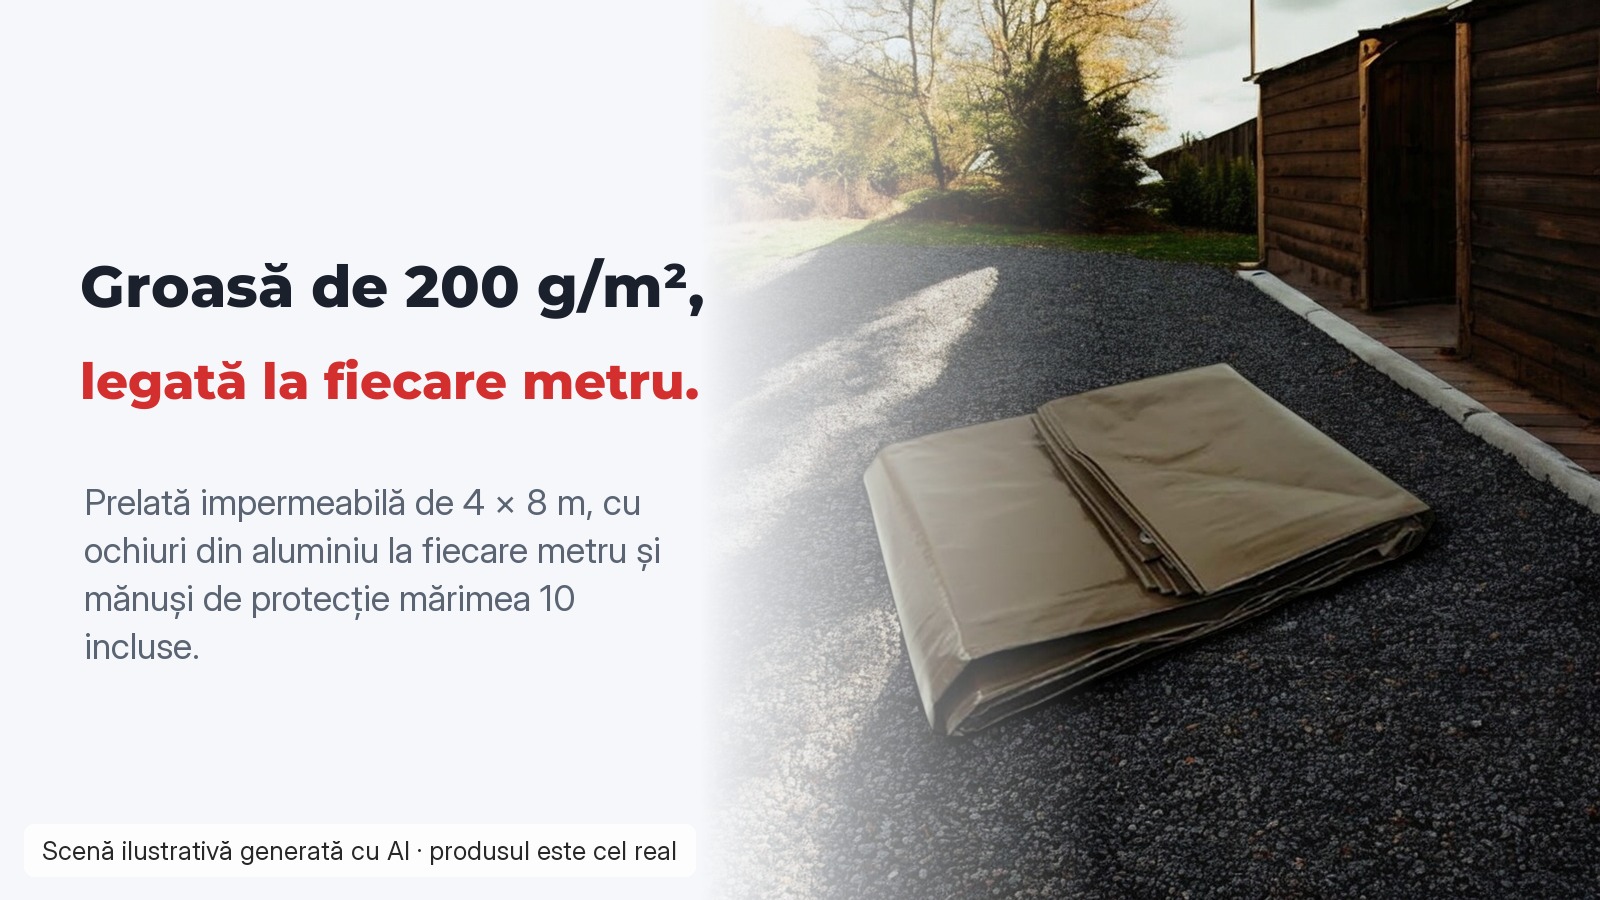 Groasă de 200 g/m²,
legată la fiecare metru.
Prelată impermeabilă de 4 × 8 m, cu
ochiuri din aluminiu la fiecare metru și
mănuși de protecție mărimea 10
incluse.
Scenă ilustrativă generată cu AI · produsul este cel real